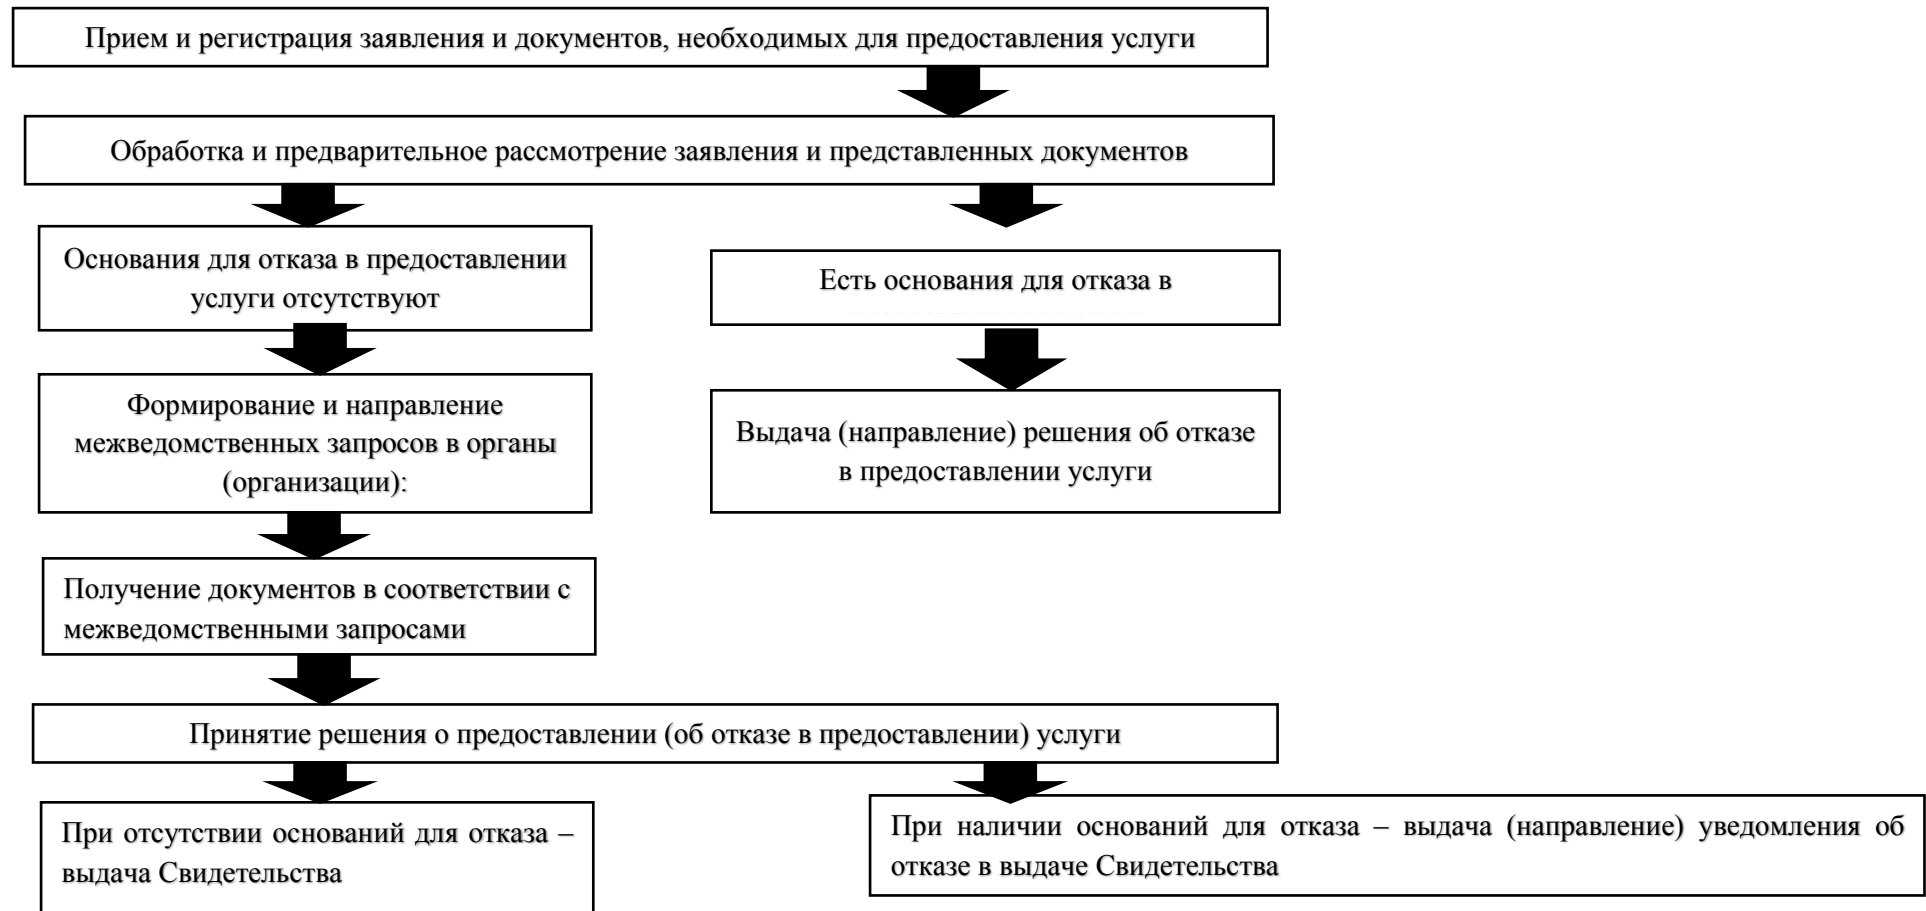 Прием и регистрация заявления и документов, необходимых для предоставления услуги
Обработка и предварительное рассмотрение заявления и представленных документов
Основания для отказа в предоставлении
услуги отсутствуют
Есть основания для отказа в
Формирование и направление
межведомственных запросов в органы
(организации):
Выдача (направление) решения об отказе
в предоставлении услуги
Получение документов в соответствии с
межведомственными запросами
Принятие решения о предоставлении (об отказе в предоставлении) услуги
При отсутствии оснований для отказа –
выдача Свидетельства
При наличии оснований для отказа – выдача (направление) уведомления об
отказе в выдаче Свидетельства